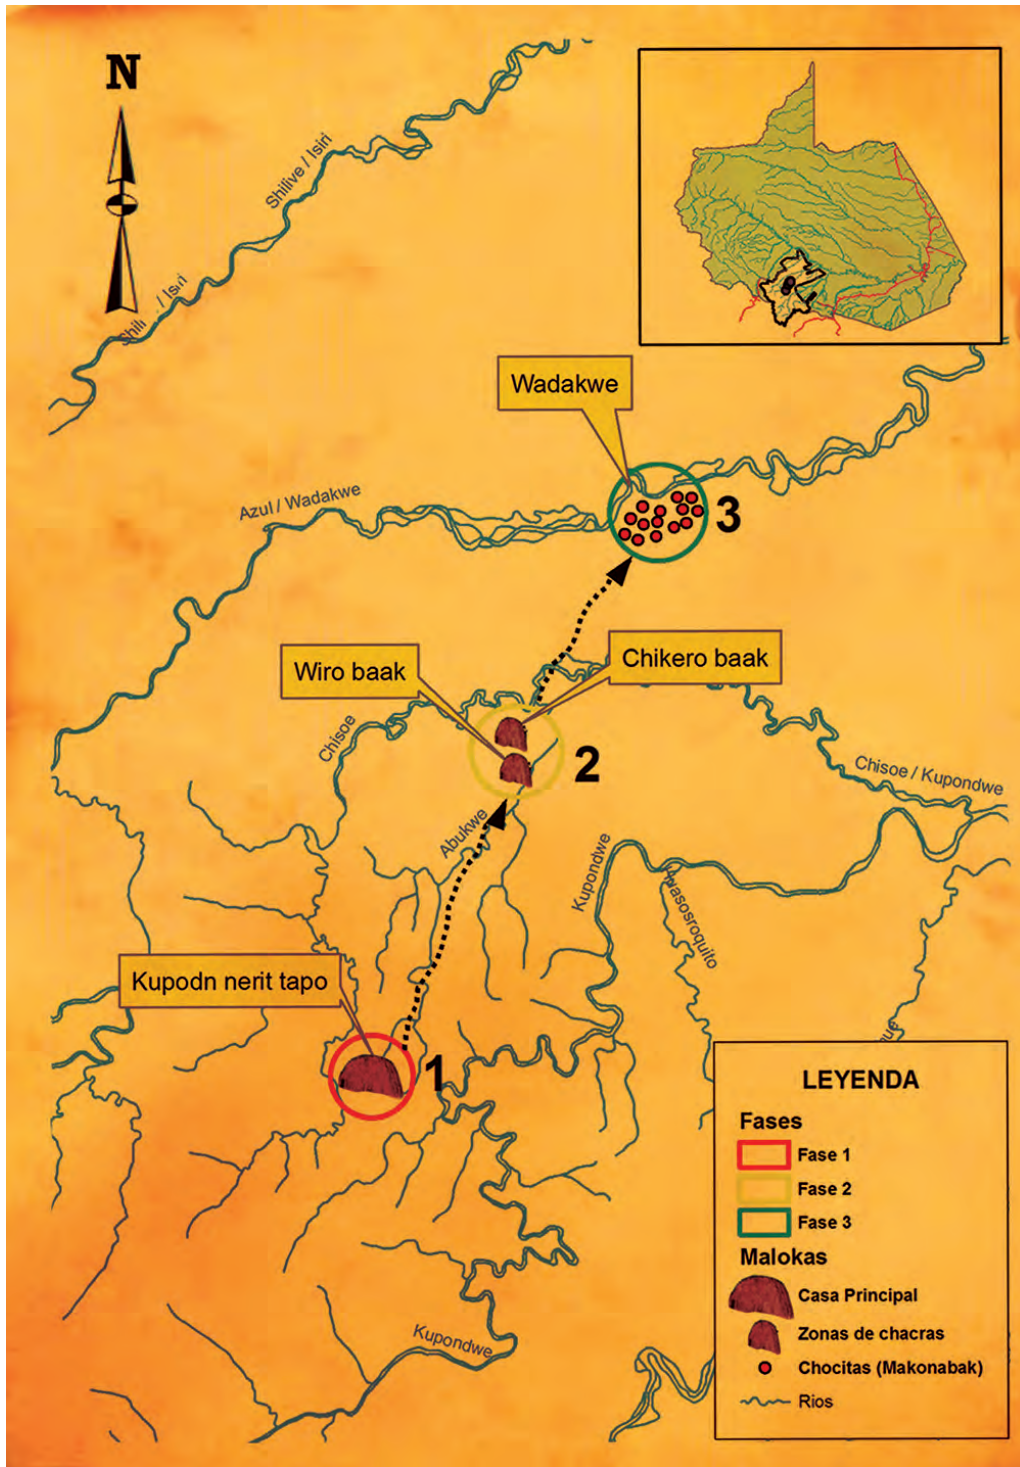 N
Shilive / Isiri
Shili / Isiri
Wadakwe
Azul / Wadakwe
3
Wiro baak
Chikero baak
Chisoe
2
Chisoe / Kupondwe
Abukwe
Kupondwe
Huasosroquito
Kupodn nerit tapo
1
LEYENDA
Fases
Fase 1
Fase 2
Fase 3
Malokas
Casa Principal
Zonas de chacras
Chocitas (Makonabak)
Rios
Kupondwe